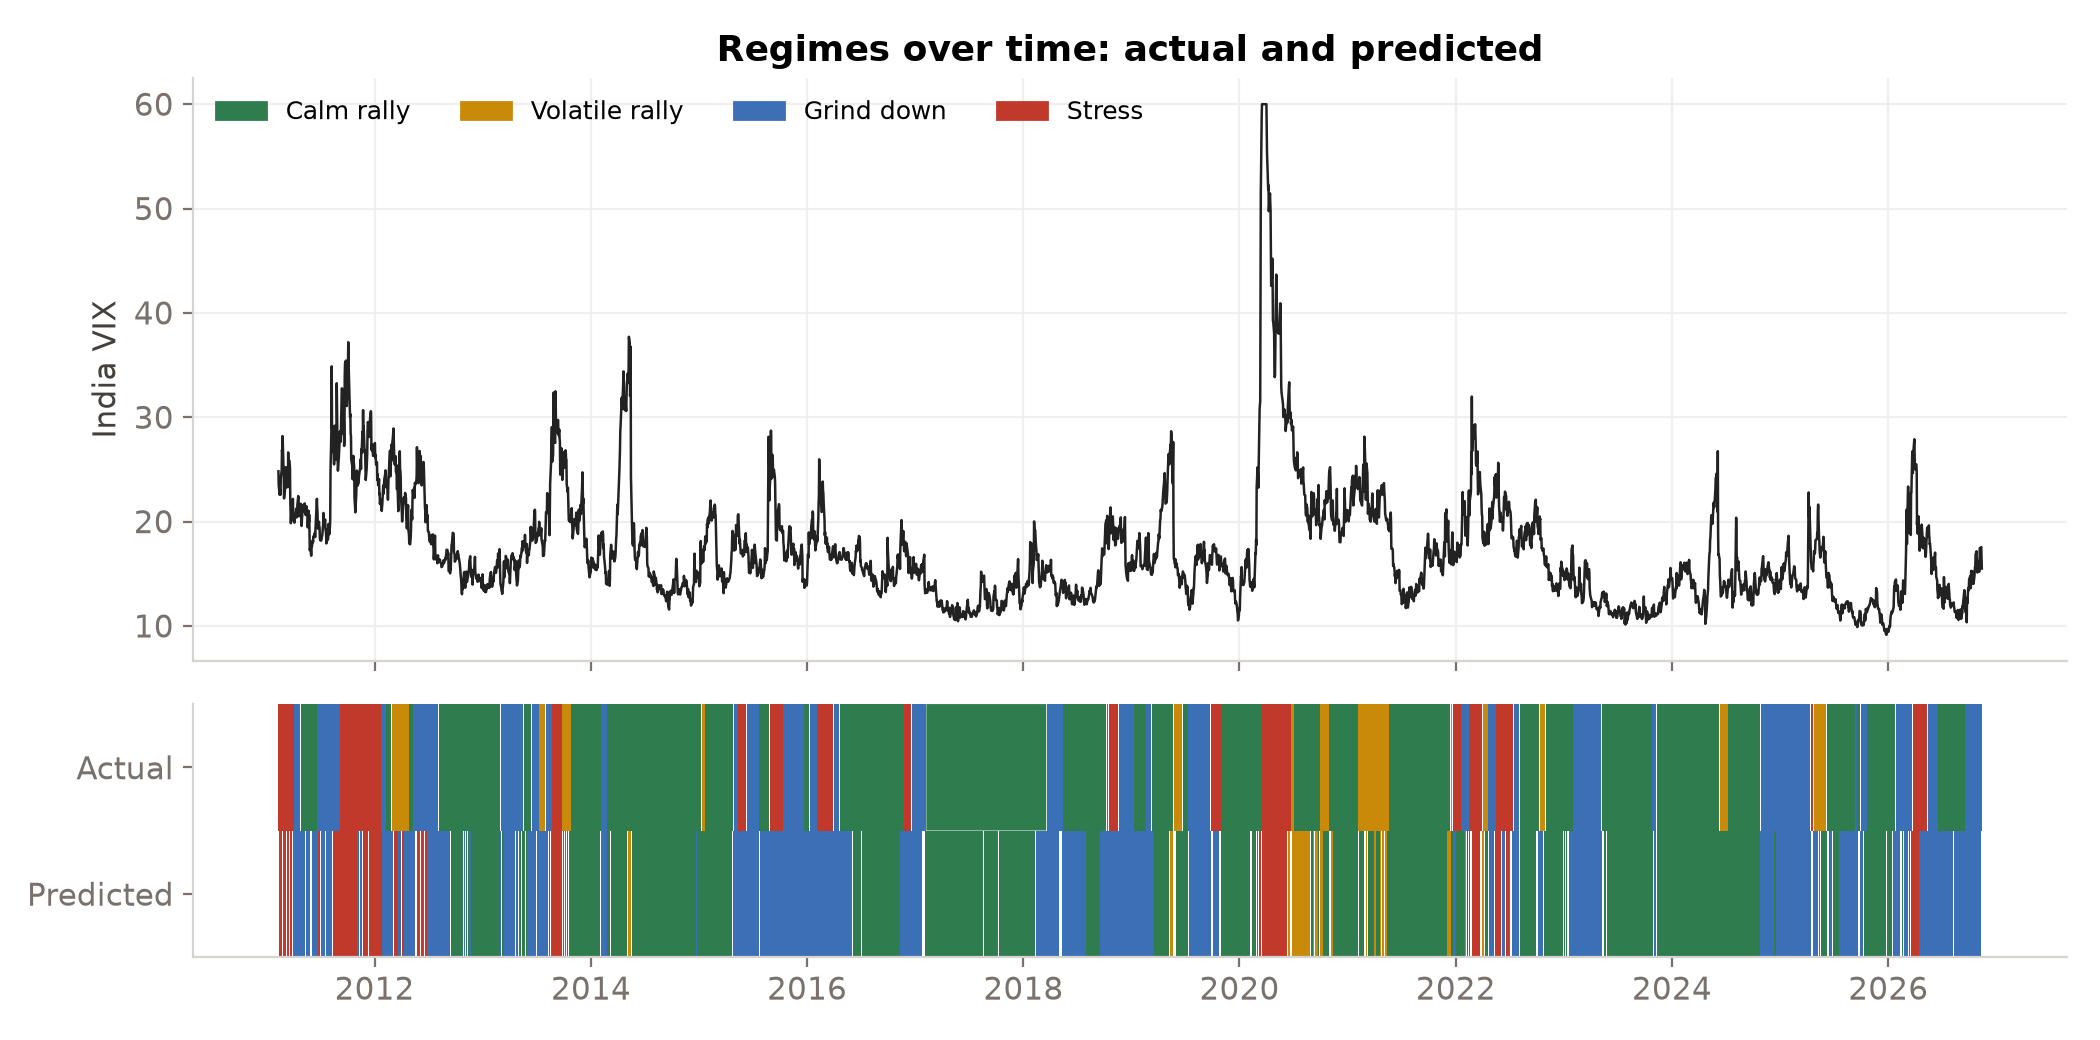 Regimes over time: actual and predicted
Calm rally Volatile rally Grind down Stress
60
50
40
30
20
10
India VIX
Actual
Predicted
2012 2014 2016 2018 2020 2022 2024 2026